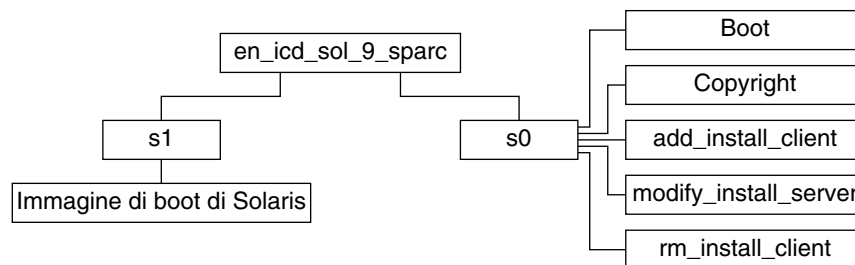 en_icd_sol_9_sparc
s1
Immagine di boot di Solaris
s0
Boot
Copyright
add_install_client
modify_install_server
rm_install_client